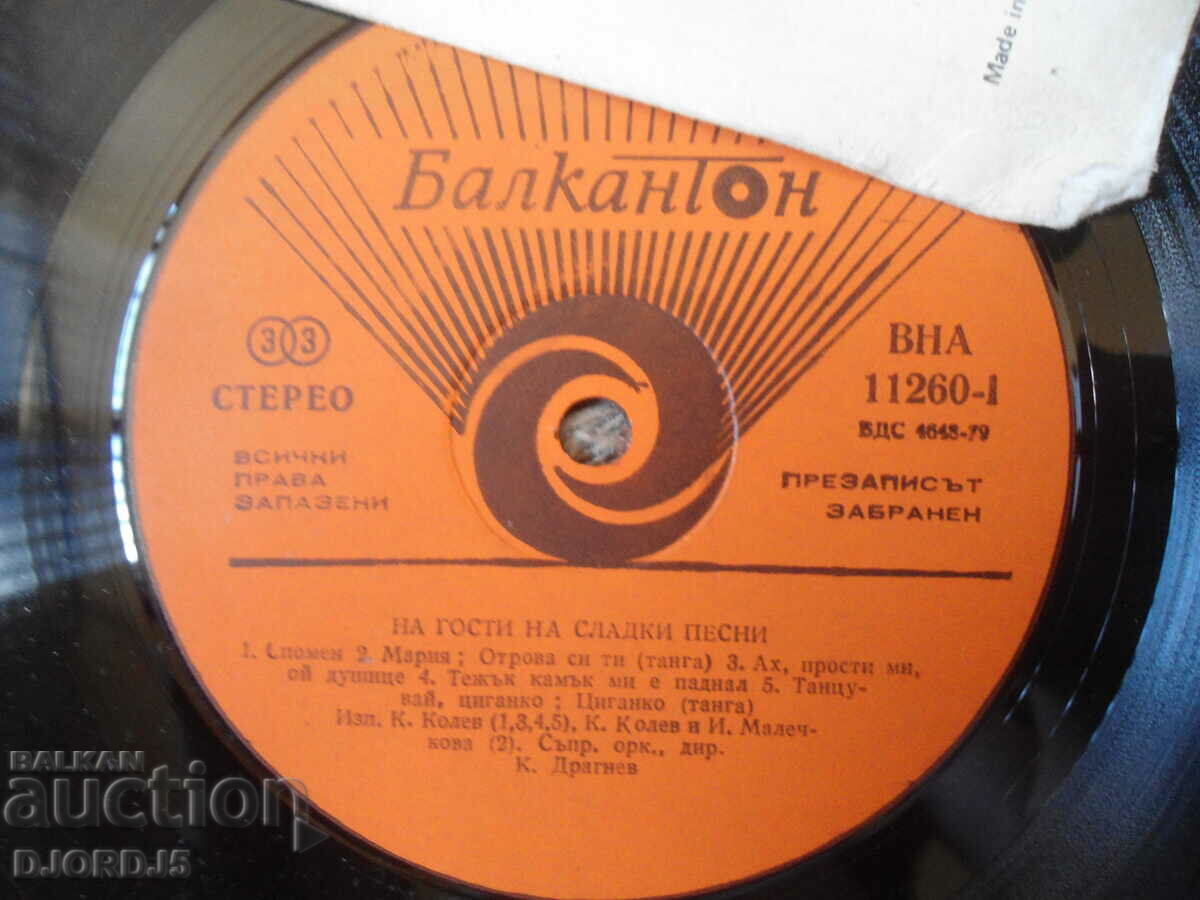 Made in
Балкантон
33
СТЕРЕО
ВНА
11260-1
БДС 4643-79
ВСИЧНИ
ПРАВА
ЗАПАЗЕНИ
ПРЕЗАПИСЪТ
ЗАБРАНЕН
НА ГОСТИ НА СЛАДКИ ПЕСНИ
1. Спомен 2. Мария ; Отрова си ти (танга) 3. Ах, прости ми,
ой душице 4. Тежък камък ми е паднал 5. Танцу-
вай, циганко ; Циганко (танга)
Изп. К. Колев (1,3,4,5), К. Колев и И. Малеч-
кова (2). Съпр. орк., дир.
К. Драгнев
BALKAN
auction
DJORDJ5